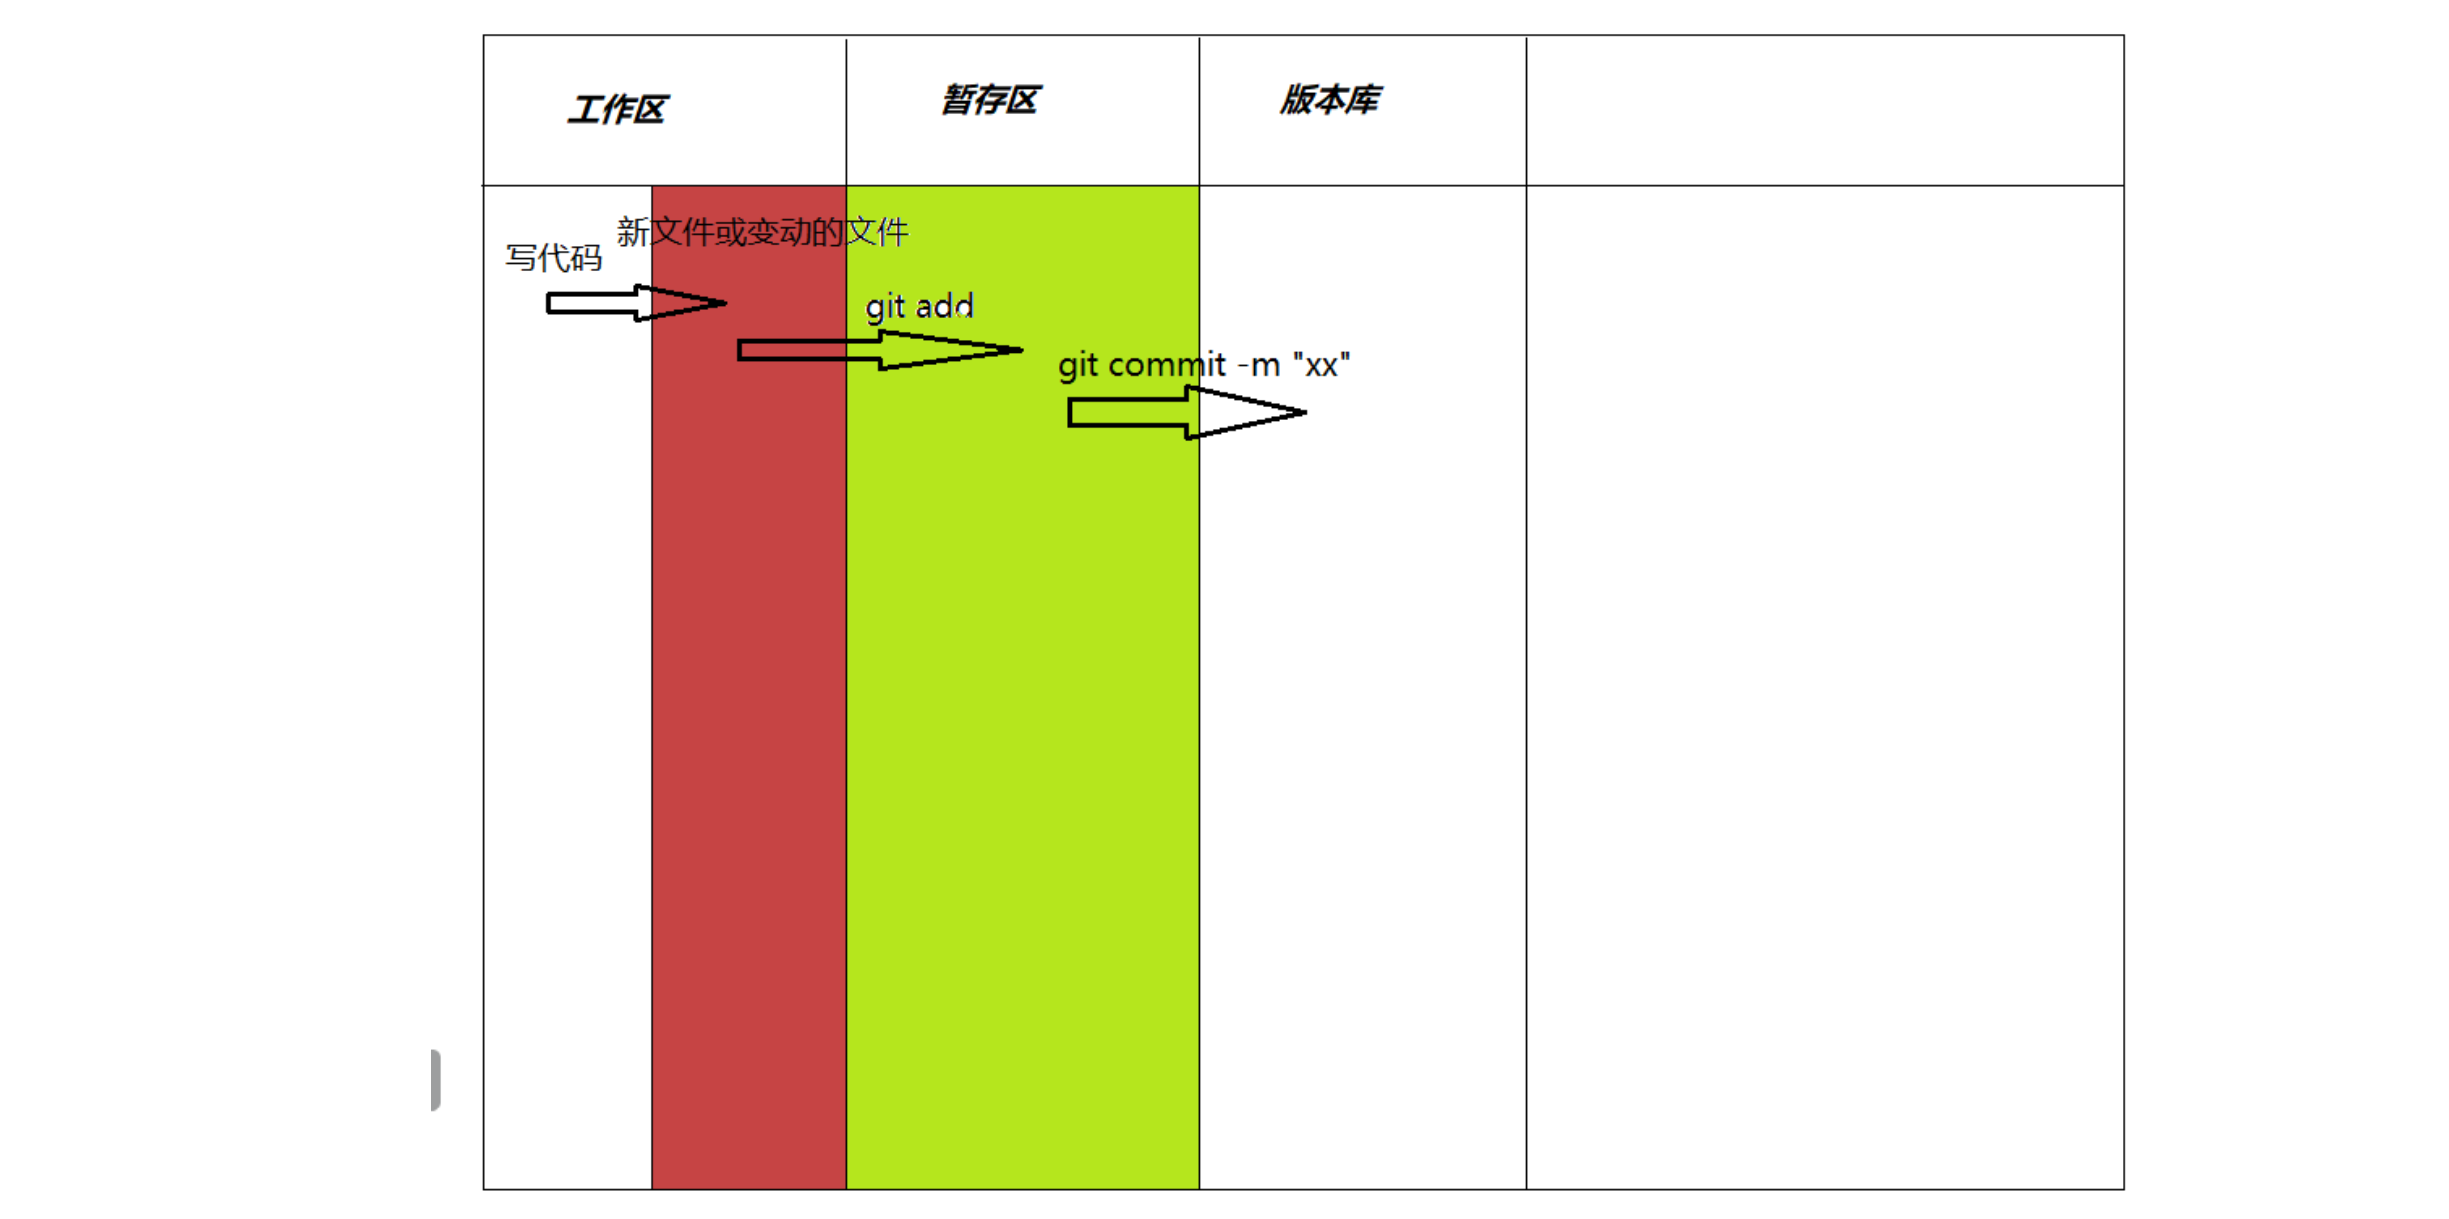 工作区
暂存区
版本库
新文件或变动的文件
写代码
git add
git commit -m "xx"